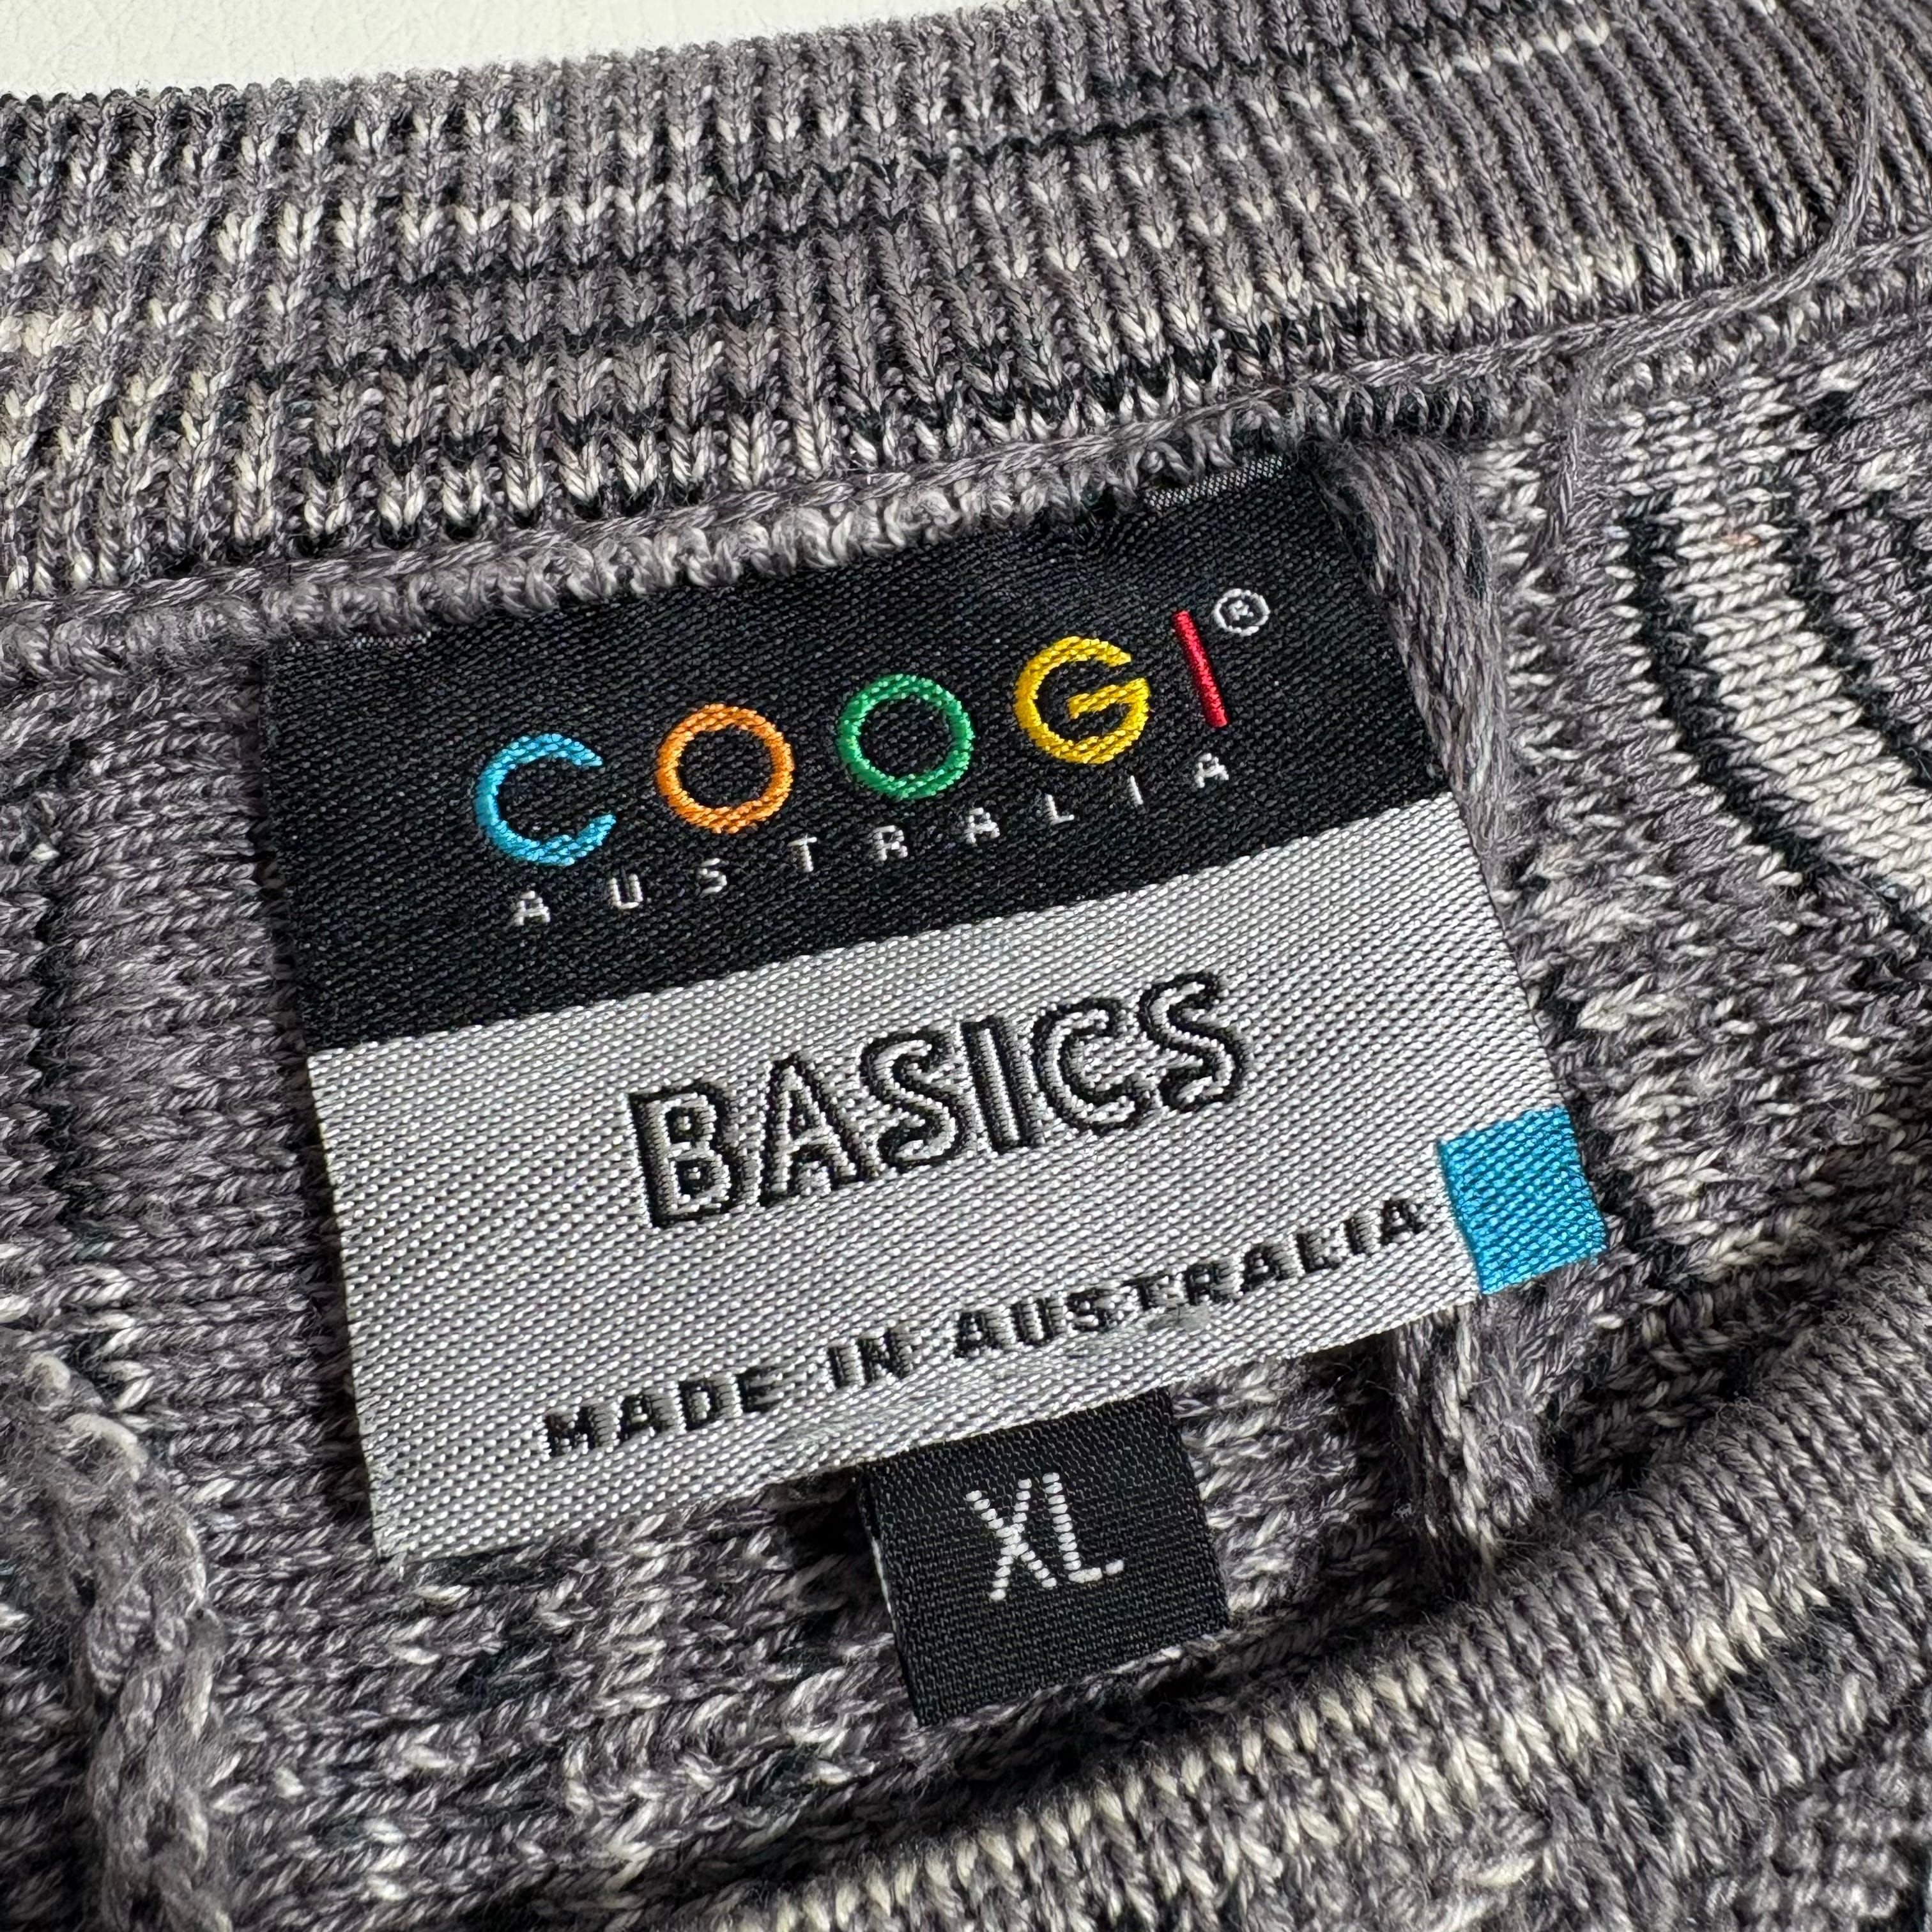 COOGI®
AUSTRALIA
BASICS
MADE IN AUSTRALIA
XL